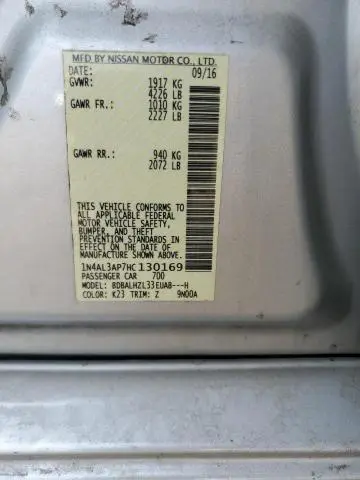 MFD BY NISSAN MOTOR CO., LTD.
DATE: 09/16
GVWR: 1917 KG
4226 LB
GAWR FR.: 1010 KG
2227 LB
GAWR RR.: 940 KG
2072 LB
THIS VEHICLE CONFORMS TO
ALL APPLICABLE FEDERAL
MOTOR VEHICLE SAFETY,
BUMPER, AND THEFT
PREVENTION STANDARDS
IN EFFECT ON THE DATE OF
MANUFACTURE SHOWN ABOVE.
1N4AL3AP7HC130169
PASSENGER CAR 700
MODEL: BDBALHZL33EUA8---H
COLOR: K23 TRIM: Z 9N00A